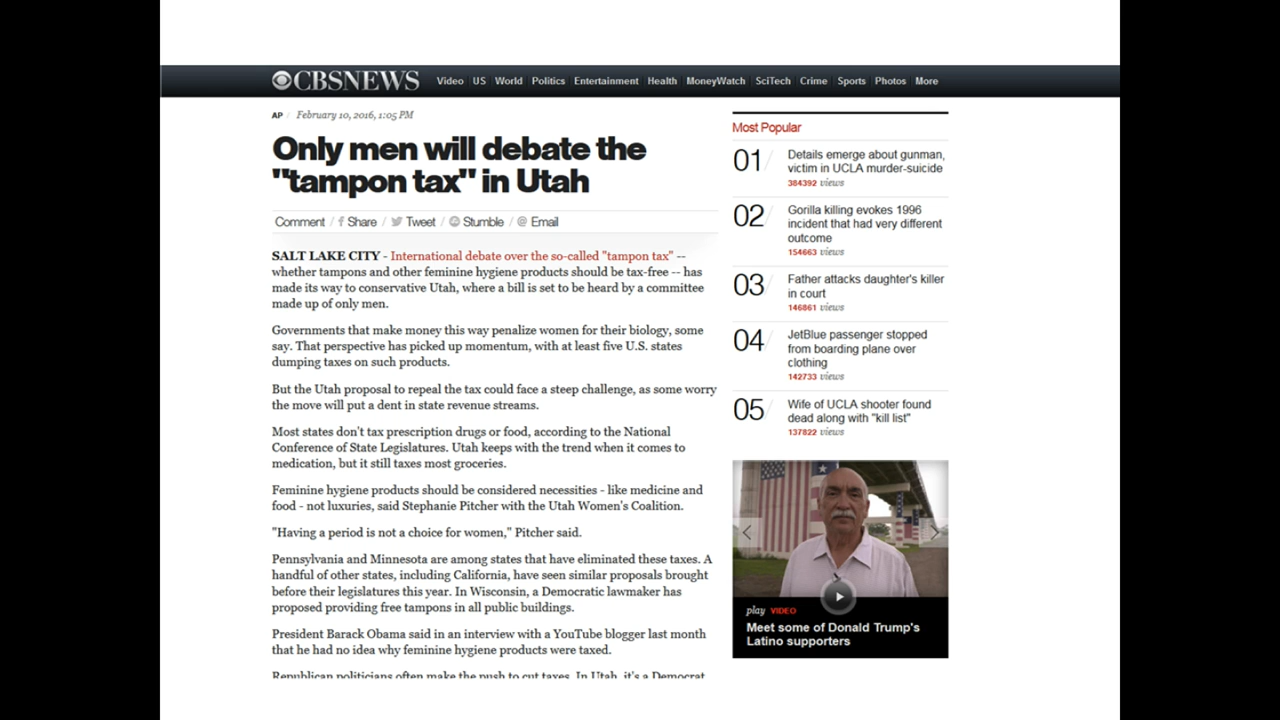 CBSNEWS Video US World Politics Entertainment Health MoneyWatch SciTech Crime Sports Photos More
AP / February 10, 2016, 1:05 PM
Only men will debate the
"tampon tax" in Utah
Comment / Share / Tweet / Stumble / @ Email
SALT LAKE CITY - International debate over the so-called "tampon tax" --
whether tampons and other feminine hygiene products should be tax-free -- has
made its way to conservative Utah, where a bill is set to be heard by a committee
made up of only men.
Governments that make money this way penalize women for their biology, some
say. That perspective has picked up momentum, with at least five U.S. states
dumping taxes on such products.
But the Utah proposal to repeal the tax could face a steep challenge, as some worry
the move will put a dent in state revenue streams.
Most states don't tax prescription drugs or food, according to the National
Conference of State Legislatures. Utah keeps with the trend when it comes to
medication, but it still taxes most groceries.
Feminine hygiene products should be considered necessities - like medicine and
food - not luxuries, said Stephanie Pitcher with the Utah Women's Coalition.
"Having a period is not a choice for women," Pitcher said.
Pennsylvania and Minnesota are among states that have eliminated these taxes. A
handful of other states, including California, have seen similar proposals brought
before their legislatures this year. In Wisconsin, a Democratic lawmaker has
proposed providing free tampons in all public buildings.
President Barack Obama said in an interview with a YouTube blogger last month
that he had no idea why feminine hygiene products were taxed.
Republican politicians often make the push to cut taxes. In Utah, it's a Democrat
Most Popular
01/ Details emerge about gunman,
victim in UCLA murder-suicide
384392 views
02/ Gorilla killing evokes 1996
incident that had very different
outcome
154663 views
03/ Father attacks daughter's killer
in court
146861 views
04/ JetBlue passenger stopped
from boarding plane over
clothing
142733 views
05/ Wife of UCLA shooter found
dead along with "kill list"
137822 views
play VIDEO
Meet some of Donald Trump's
Latino supporters